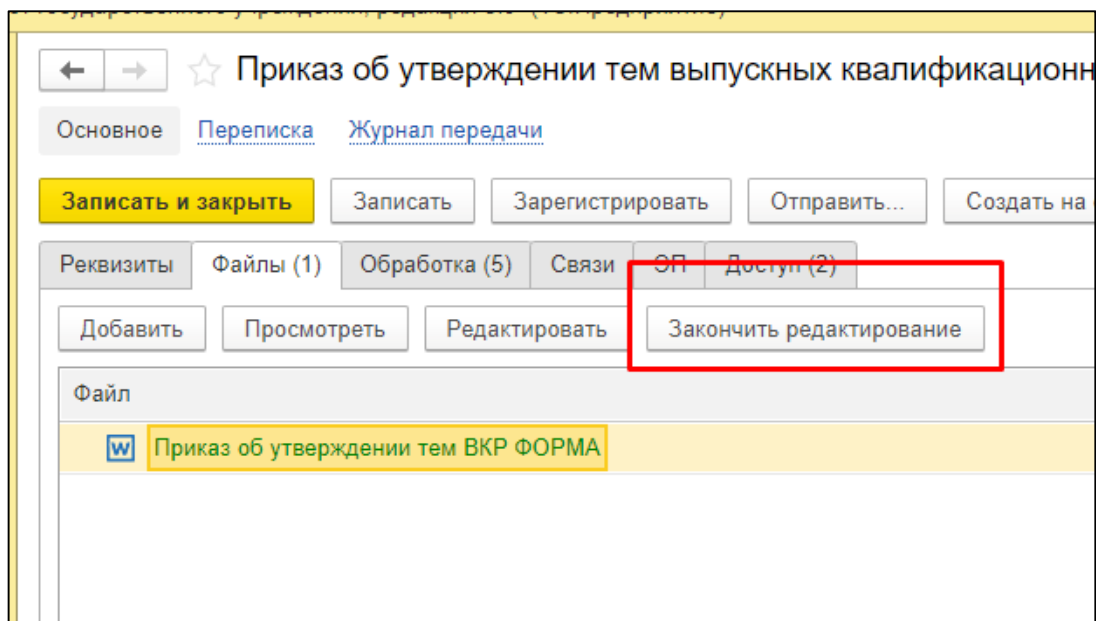 Приказ об утверждении тем выпускных квалификационн
Основное Переписка Журнал передачи
Записать и закрыть Записать Зарегистрировать Отправить... Создать на
Реквизиты Файлы (1) Обработка (5) Связи ЭП Доступ (2)
Добавить Просмотреть Редактировать Закончить редактирование
Файл
Приказ об утверждении тем ВКР ФОРМА